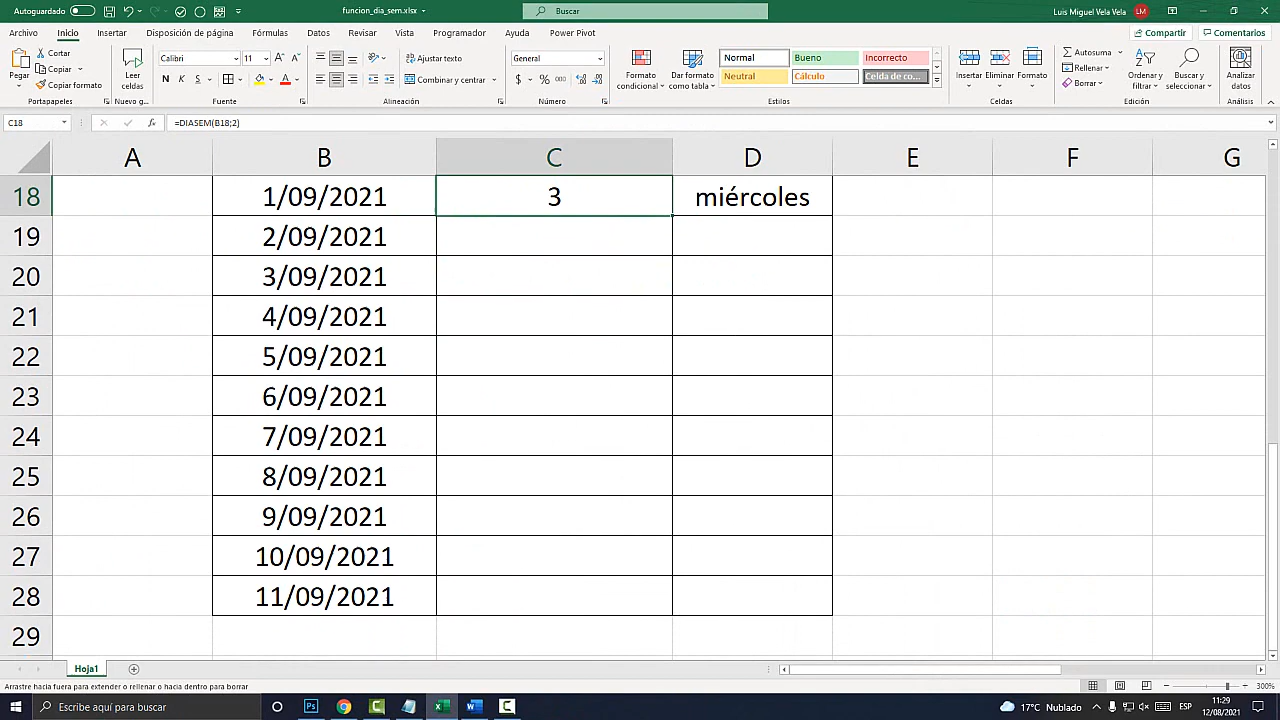 Autoguardado
funcion_dia_sem.xlsx
Buscar
Luis Miguel Vela Vela
LM
Archivo
Inicio
Insertar
Disposición de página
Fórmulas
Datos
Revisar
Vista
Programador
Ayuda
Power Pivot
Compartir
Comentarios
Pegar
Cortar
Copiar
Copiar formato
Portapapeles
Leer celdas
Nuevo g...
Calibri
11
N K S
Fuente
Ajustar texto
Combinar y centrar
Alineación
General
$ % 000
Número
Formato condicional
Dar formato como tabla
Normal
Bueno
Incorrecto
Neutral
Cálculo
Celda de co...
Estilos
Insertar
Eliminar
Formato
Celdas
Autosuma
Rellenar
Borrar
Ordenar y filtrar
Buscar y seleccionar
Edición
Analizar datos
Análisis
C18
fx
=DIASEM(B18;2)
A B C D E F G
18 1/09/2021 3 miércoles
19 2/09/2021
20 3/09/2021
21 4/09/2021
22 5/09/2021
23 6/09/2021
24 7/09/2021
25 8/09/2021
26 9/09/2021
27 10/09/2021
28 11/09/2021
29
Hoja1
Arrastre hacia fuera para extender o rellenar o hacia dentro para borrar
300%
Escribe aquí para buscar
17°C Nublado
ESP
11:29
12/08/2021